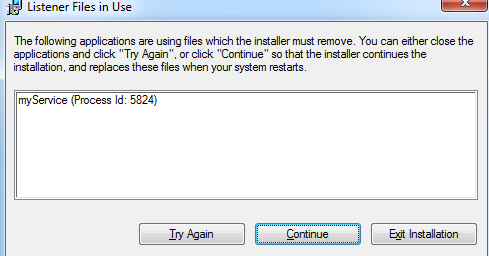 Listener Files in Use
The following applications are using files which the installer must remove. You can either close the
applications and click "Try Again", or click "Continue" so that the installer continues the
installation, and replaces these files when your system restarts.
myService (Process Id: 5824)
Try Again
Continue
Exit Installation